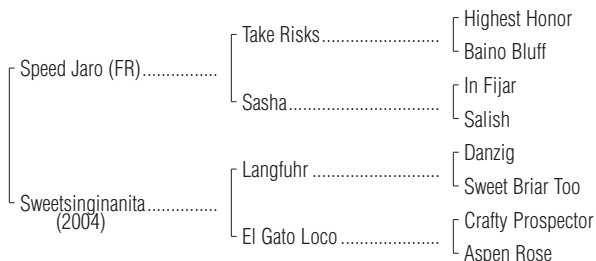 Highest Honor
Take Risks
Baino Bluff
Speed Jaro (FR)
In Fijar
Sasha
Salish
Danzig
Langfuhr
Sweet Briar Too
Sweetsinginanita
(2004)
Crafty Prospector
El Gato Loco
Aspen Rose